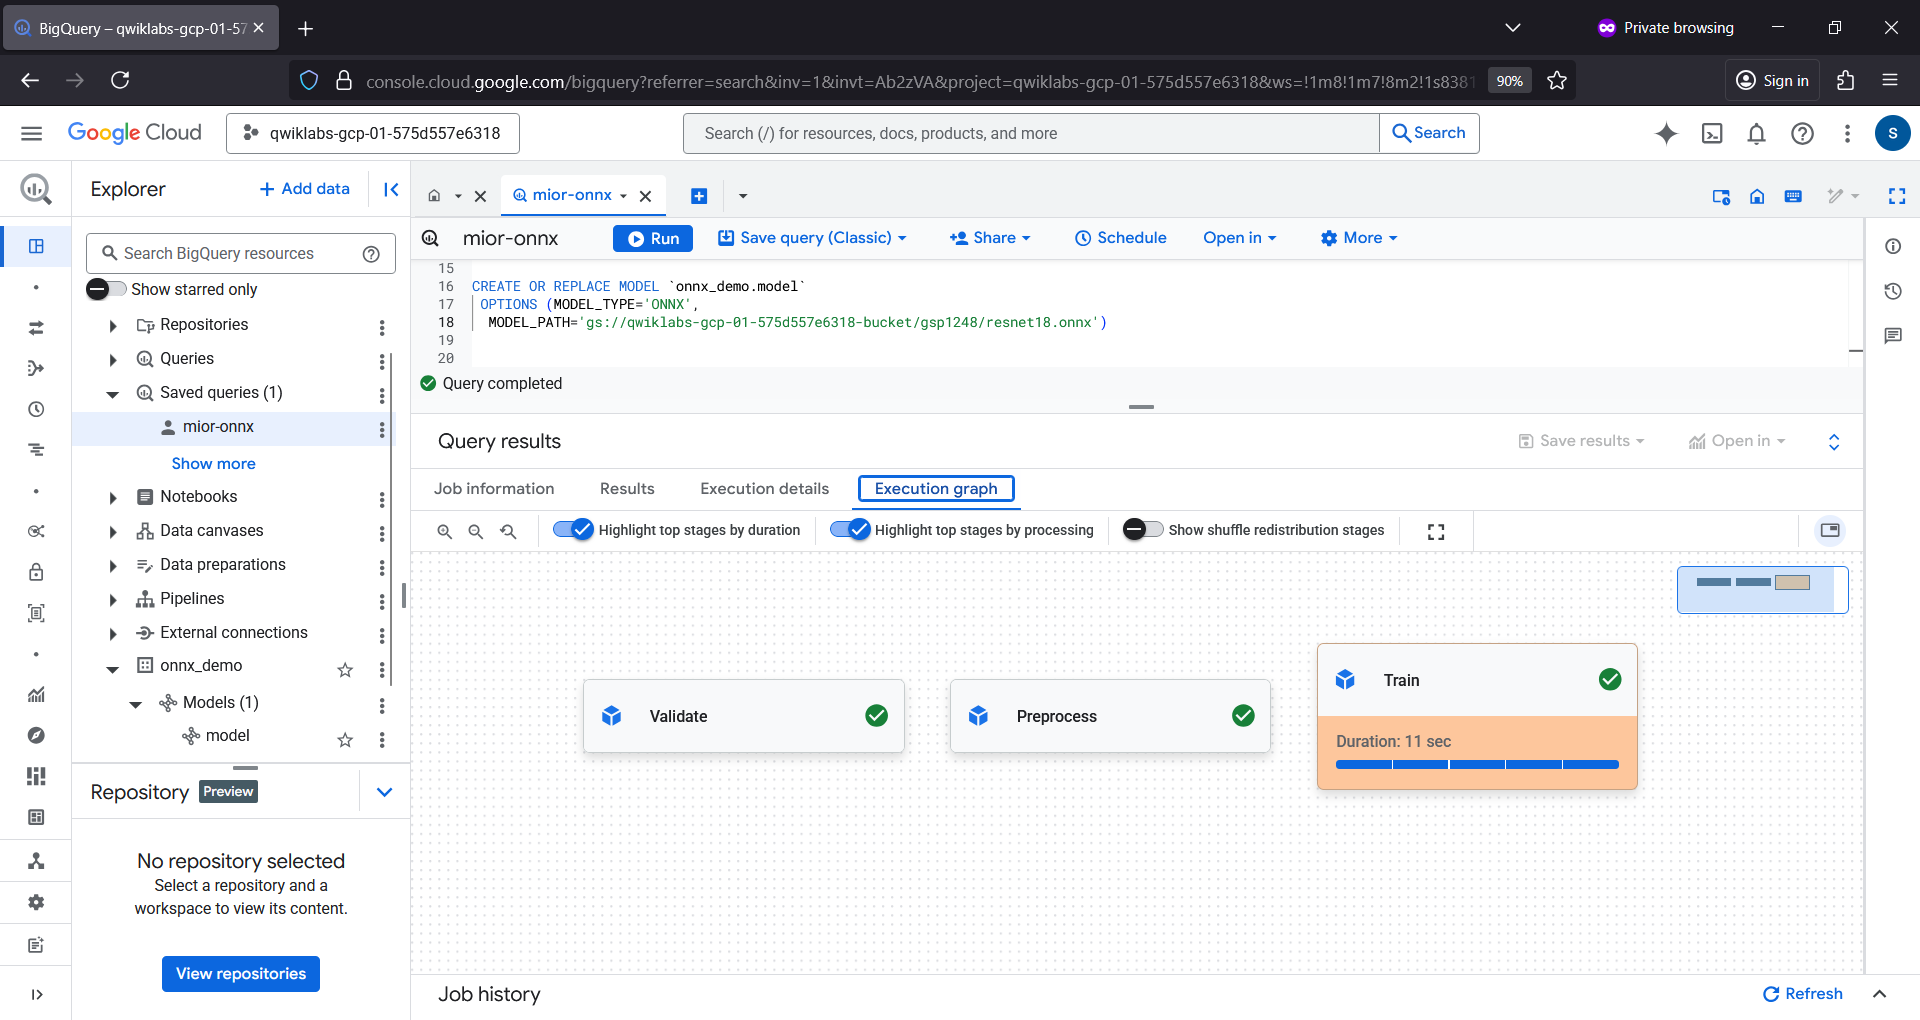 BigQuery – qwiklabs-gcp-01-57
Private browsing
console.cloud.google.com/bigquery?referrer=search&inv=1&invt=Ab2zVA&project=qwiklabs-gcp-01-575d557e6318&ws=!1m8!1m7!8m2!1s8381
90%
Sign in
Google Cloud
qwiklabs-gcp-01-575d557e6318
Search (/) for resources, docs, products, and more
Search
S
Explorer
+ Add data
mior-onnx
Search BigQuery resources
Show starred only
Repositories
Queries
Saved queries (1)
mior-onnx
Show more
Notebooks
Data canvases
Data preparations
Pipelines
External connections
onnx_demo
Models (1)
model
Repository
Preview
No repository selected
Select a repository and a
workspace to view its content.
View repositories
mior-onnx
Run
Save query (Classic)
Share
Schedule
Open in
More
15
16 CREATE OR REPLACE MODEL `onnx_demo.model`
17 OPTIONS (MODEL_TYPE='ONNX',
18 MODEL_PATH='gs://qwiklabs-gcp-01-575d557e6318-bucket/gsp1248/resnet18.onnx')
19
20
Query completed
Query results
Save results
Open in
Job information
Results
Execution details
Execution graph
Highlight top stages by duration
Highlight top stages by processing
Show shuffle redistribution stages
Validate
Preprocess
Train
Duration: 11 sec
Job history
Refresh